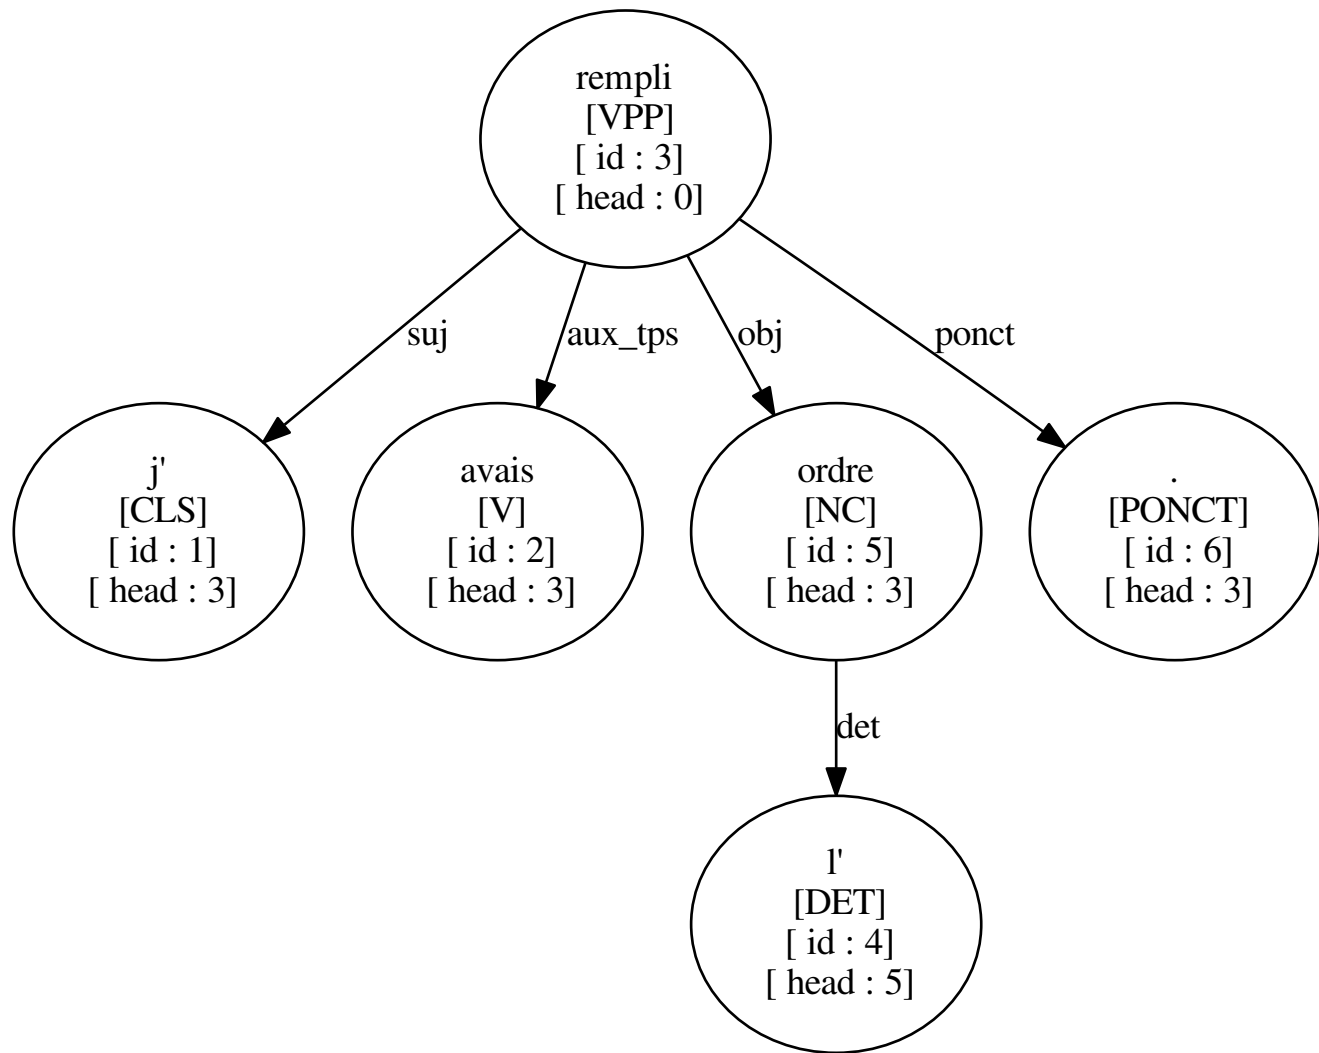 rempli
[VPP]
[ id : 3]
[ head : 0]
suj
aux_tps
obj
ponct
j'
[CLS]
[ id : 1]
[ head : 3]
avais
[V]
[ id : 2]
[ head : 3]
ordre
[NC]
[ id : 5]
[ head : 3]
.
[PONCT]
[ id : 6]
[ head : 3]
det
l'
[DET]
[ id : 4]
[ head : 5]